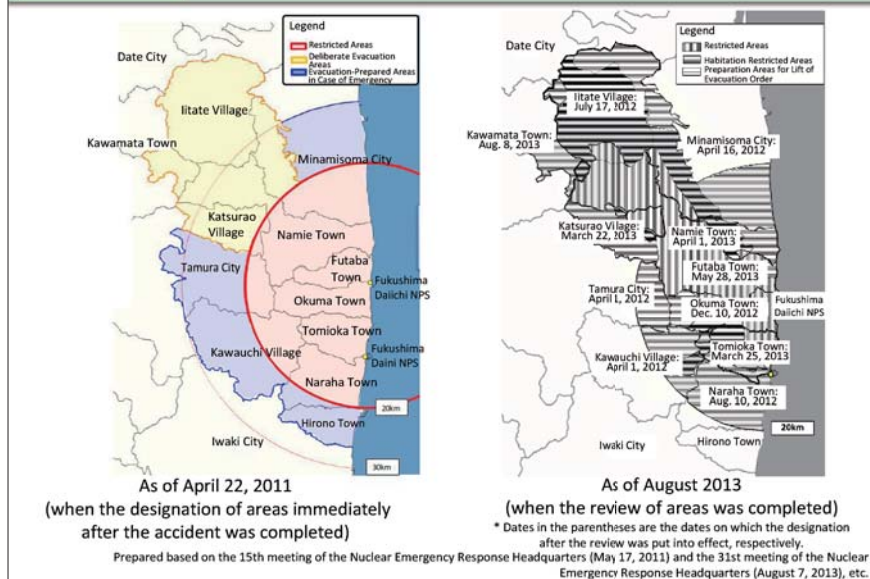 Legend
Restricted Areas
Deliberate Evacuation
Areas
Evacuation-Prepared Areas
in Case of Emergency
Date City
Iitate Village
Kawamata Town
Minamisoma City
Katsurao
Village
Namie Town
Tamura City
Futaba
Town
Fukushima
Daiichi NPS
Okuma Town
Tomioka Town
Fukushima
Daini NPS
Kawauchi Village
Naraha Town
20km
Hirono Town
Iwaki City
30km
As of April 22, 2011
(when the designation of areas immediately
after the accident was completed)
Legend
Restricted Areas
Habitation Restricted Areas
Preparation Areas for Lift of
Evacuation Order
Date City
Iitate Village:
July 17, 2012
Kawamata Town:
Aug. 8, 2013
Minamisoma City:
April 16, 2012
Katsurao Village:
March 22, 2013
Namie Town:
April 1, 2013
Futaba Town:
May 28, 2013
Tamura City:
April 1, 2012
Okuma Town:
Dec. 10, 2012
Fukushima
Daiichi NPS
Tomioka Town:
March 25, 2013
Kawauchi Village:
April 1, 2012
Naraha Town:
Aug. 10, 2012
20km
Hirono Town
Iwaki City
As of August 2013
(when the review of areas was completed)
* Dates in the parentheses are the dates on which the designation
after the review was put into effect, respectively.
Prepared based on the 15th meeting of the Nuclear Emergency Response Headquarters (May 17, 2011) and the 31st meeting of the Nuclear
Emergency Response Headquarters (August 7, 2013), etc.